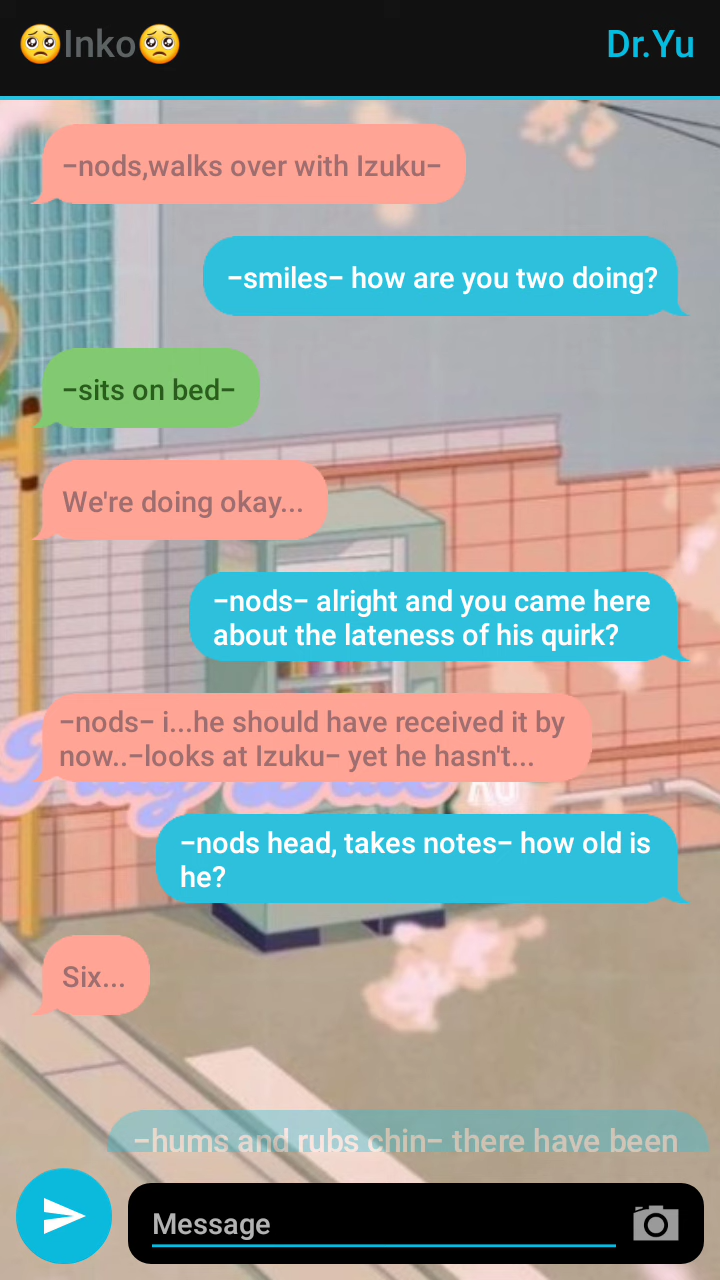 🥺Inko🥺
Dr.Yu
–nods,walks over with Izuku–
–smiles– how are you two doing?
–sits on bed–
We're doing okay...
–nods– alright and you came here
about the lateness of his quirk?
–nods– i...he should have received it by
now..–looks at Izuku– yet he hasn't...
AU
–nods head, takes notes– how old is
he?
Six...
–hums and rubs chin– there have been
Message